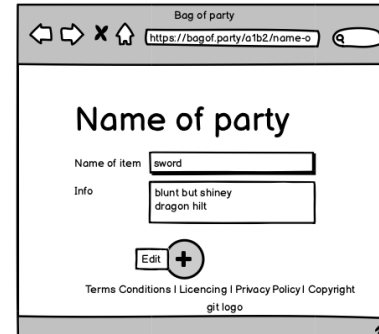 Bag of party
https://bagof.party/a1b2/name-o
Name of party
Name of item sword
Info blunt but shiney
dragon hilt
Edit +
Terms Conditions I Licencing I Privacy Policy I Copyright
git logo